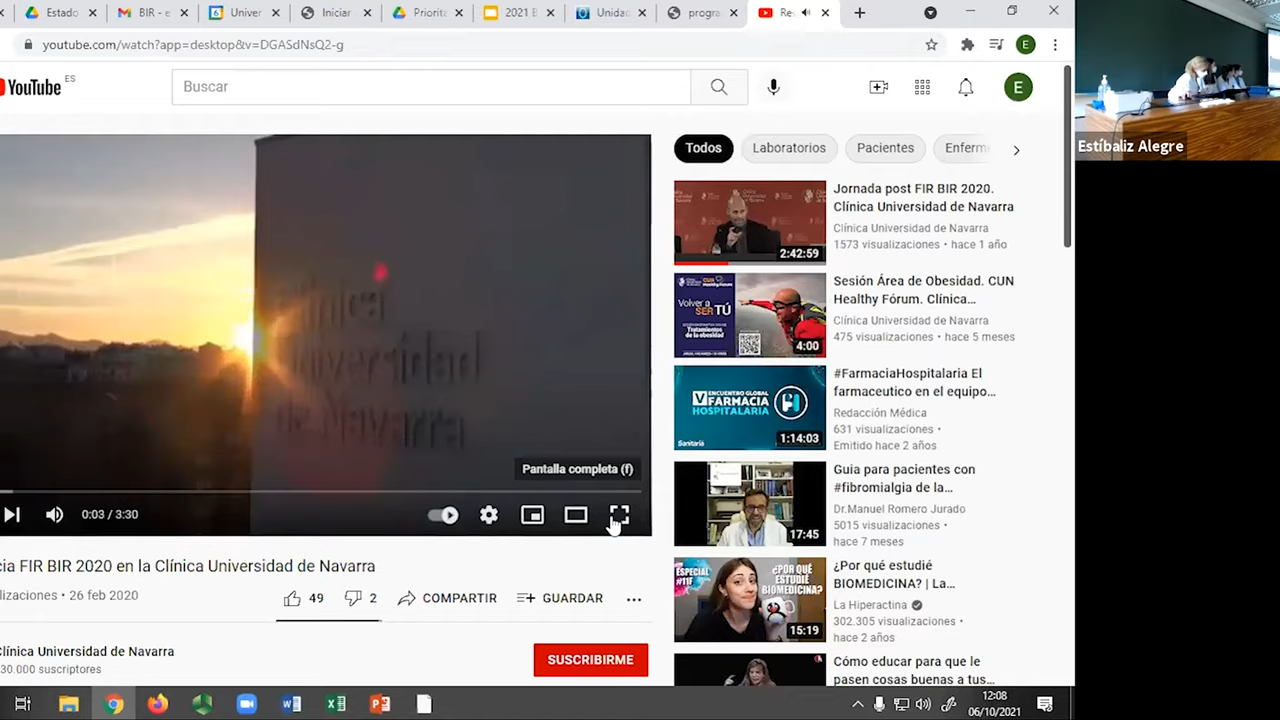 Estado
BIR - e
Univer
Iniciar
Priorita
2021 B
Unidad
progra
Re
youtube.com/watch?app=desktop&v=DGASdNsQ2-g
YouTube ES
Buscar
E
E
Todos
Laboratorios
Pacientes
Enferme
Clínica
Universidad
de Navarra
Pantalla completa (f)
0:03 / 3:30
cia FIR BIR 2020 en la Clínica Universidad de Navarra
lizaciones • 26 feb 2020
49
2
COMPARTIR
GUARDAR
Clínica Universidad de Navarra
30.000 suscriptores
SUSCRIBIRME
2:42:59
Jornada post FIR BIR 2020.
Clínica Universidad de Navarra
Clínica Universidad de Navarra
1573 visualizaciones • hace 1 año
Volver a
SER TÚ
4:00
Sesión Área de Obesidad. CUN
Healthy Fórum. Clínica...
Clínica Universidad de Navarra
475 visualizaciones • hace 5 meses
V ENCUENTRO GLOBAL
FARMACIA
HOSPITALARIA
Sanitaria
1:14:03
#FarmaciaHospitalaria El
farmaceutico en el equipo...
Redacción Médica
631 visualizaciones •
Emitido hace 2 años
17:45
Guia para pacientes con
#fibromialgia de la...
Dr.Manuel Romero Jurado
5015 visualizaciones •
hace 7 meses
ESPECIAL
#11F
¿POR QUÉ
ESTUDIÉ
BIOMEDICINA?
15:19
¿Por qué estudié
BIOMEDICINA? | La...
La Hiperactina
302.305 visualizaciones •
hace 2 años
Cómo educar para que le
pasen cosas buenas a tus...
Estíbaliz Alegre
12:08
06/10/2021